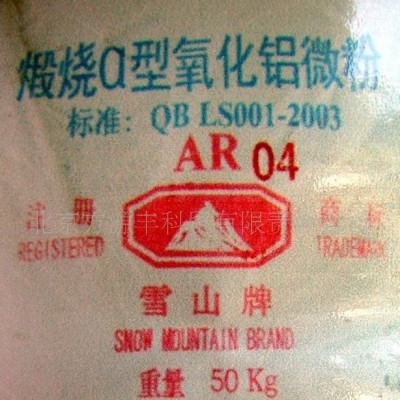 煅烧α型氧化铝微粉
标准: QB LS001-2003
AR 04
注册 商标
REGISTERED TRADEMARK
雪山牌
SNOW MOUNTAIN BRAND
重量 50 Kg